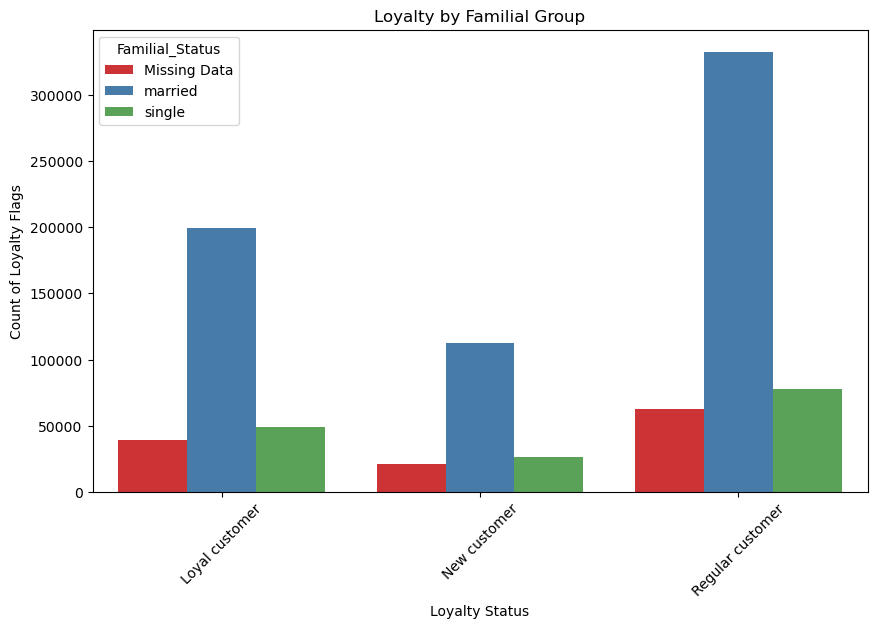 Loyalty by Familial Group
Familial_Status
Missing Data
married
single
Count of Loyalty Flags
300000
250000
200000
150000
100000
50000
0
Loyal customer
New customer
Regular customer
Loyalty Status